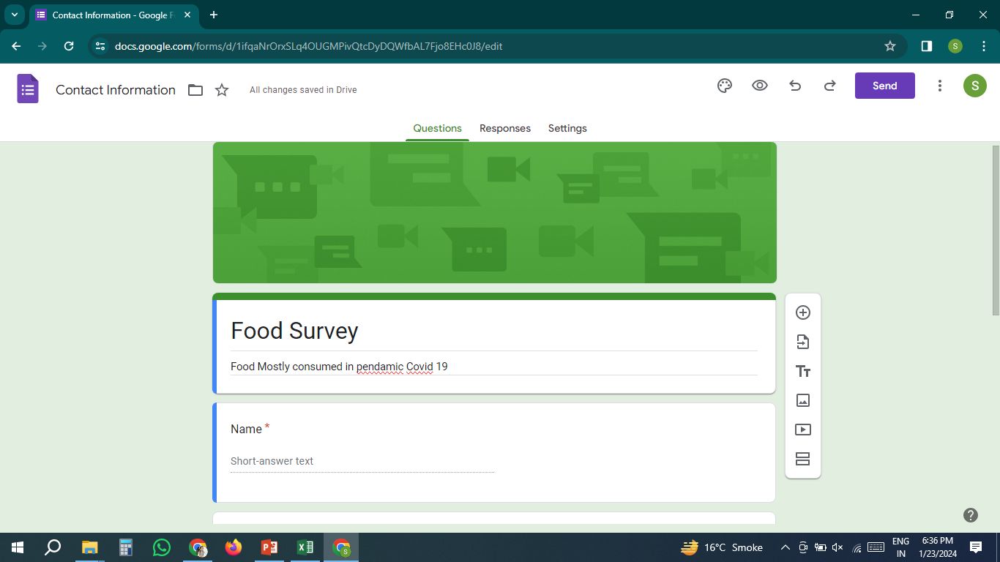 Contact Information - Google F
docs.google.com/forms/d/1ifqaNrOrxSLq4OUGMPivQtcDyDQWfbAL7Fjo8EHc0J8/edit
S
Contact Information
All changes saved in Drive
Send
S
Questions Responses Settings
Food Survey
Food Mostly consumed in pendamic Covid 19
Name *
Short-answer text
16°C Smoke
ENG
IN
6:36 PM
1/23/2024